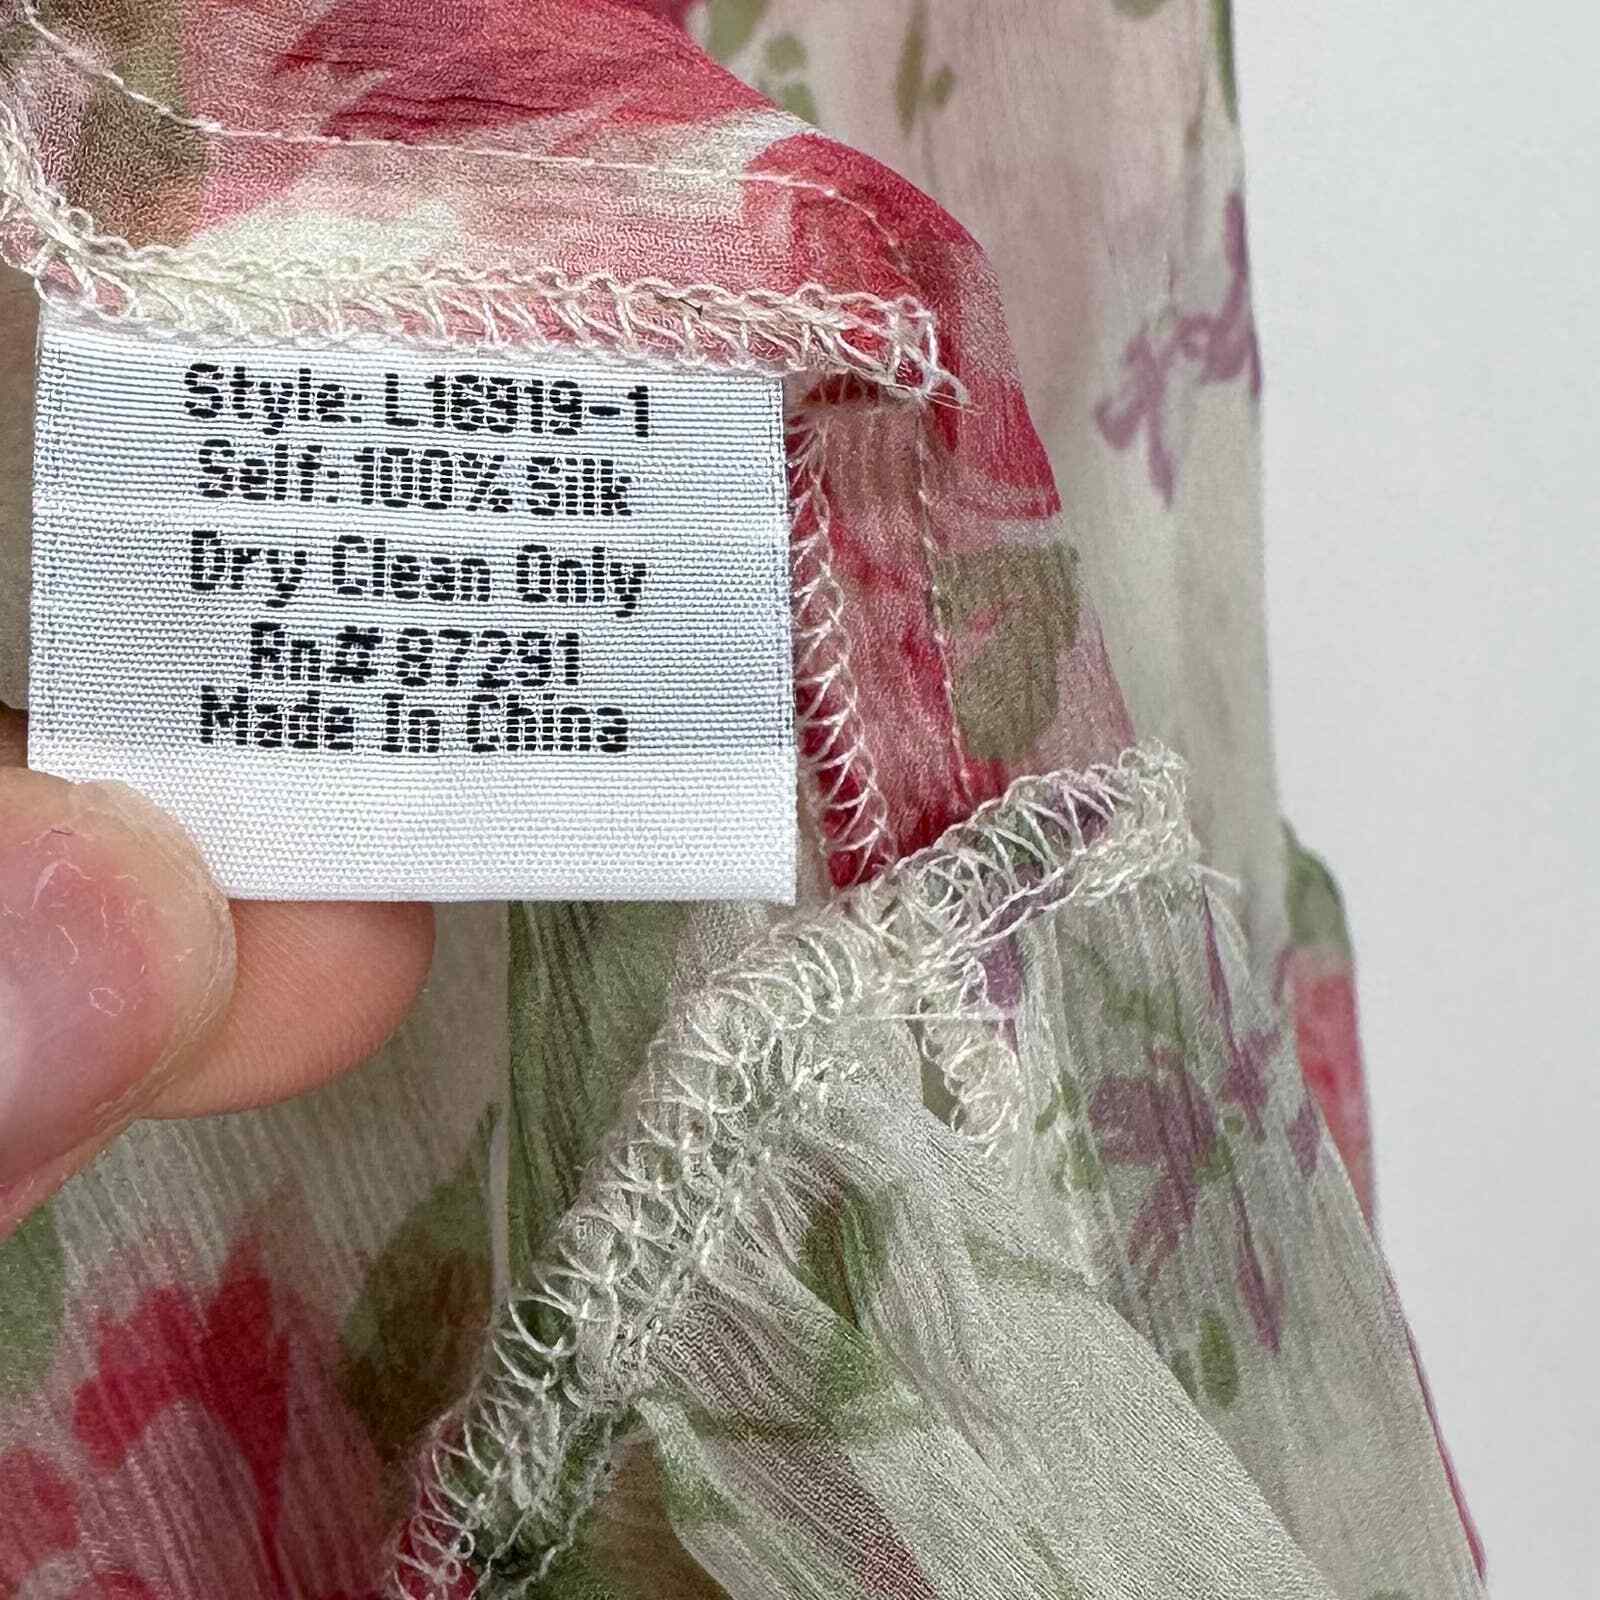 Style: L16919-1
Self: 100% Silk
Dry Clean Only
Rn# 87291
Made In China